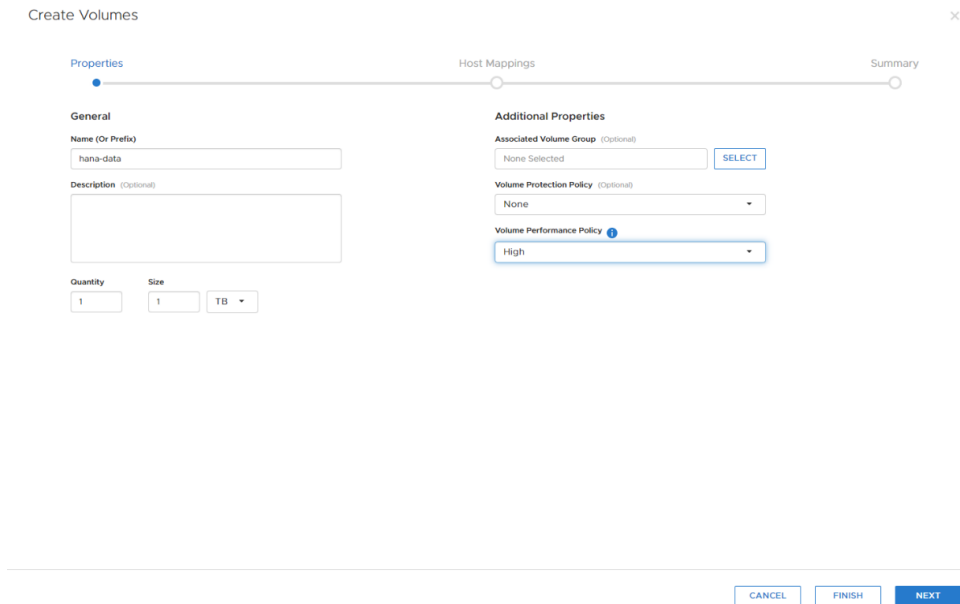 Create Volumes
Properties
Host Mappings
Summary
General
Name (Or Prefix)
hana-data
Description (Optional)
Quantity
Size
1
1
TB
Additional Properties
Associated Volume Group (Optional)
None Selected
SELECT
Volume Protection Policy (Optional)
None
Volume Performance Policy
High
CANCEL
FINISH
NEXT